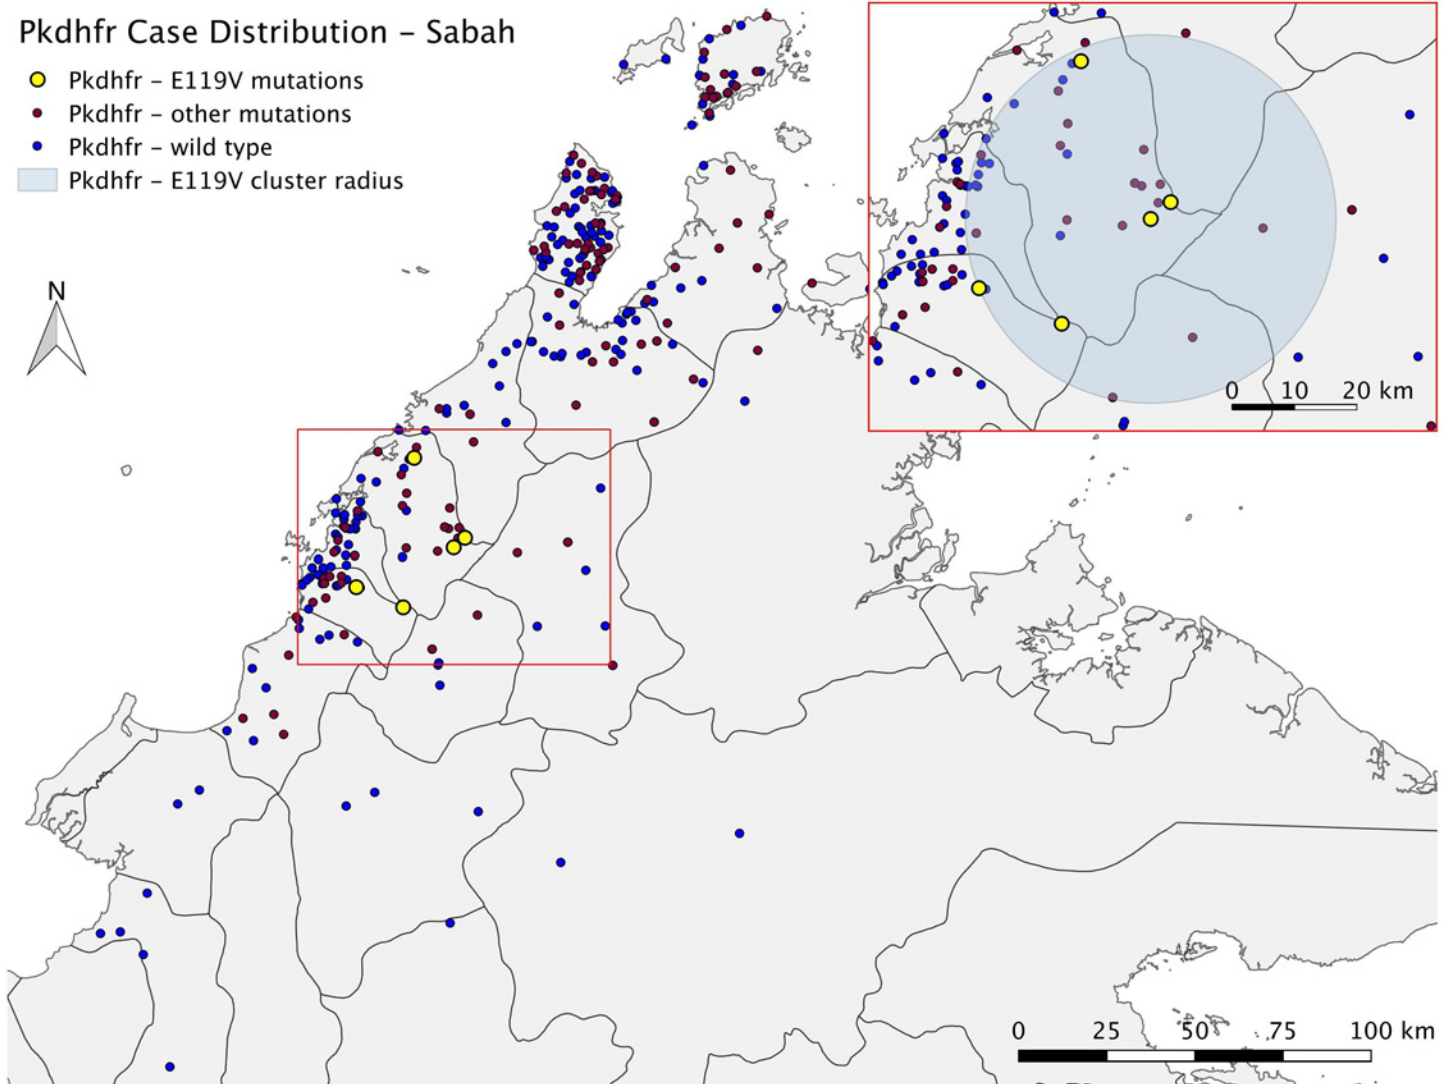 Pkdhfr Case Distribution – Sabah
Pkdhfr – E119V mutations
Pkdhfr – other mutations
Pkdhfr – wild type
Pkdhfr – E119V cluster radius
N
0 10 20 km
0 25 50 75 100 km